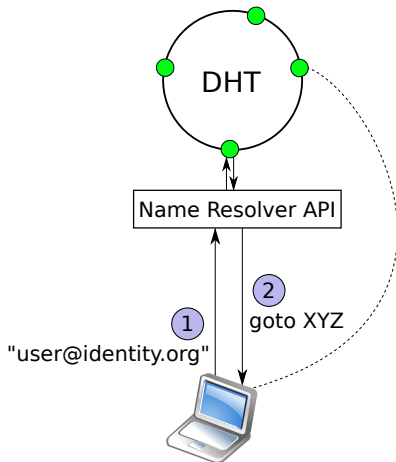 DHT
Name Resolver API
1
"user@identity.org"
2
goto XYZ